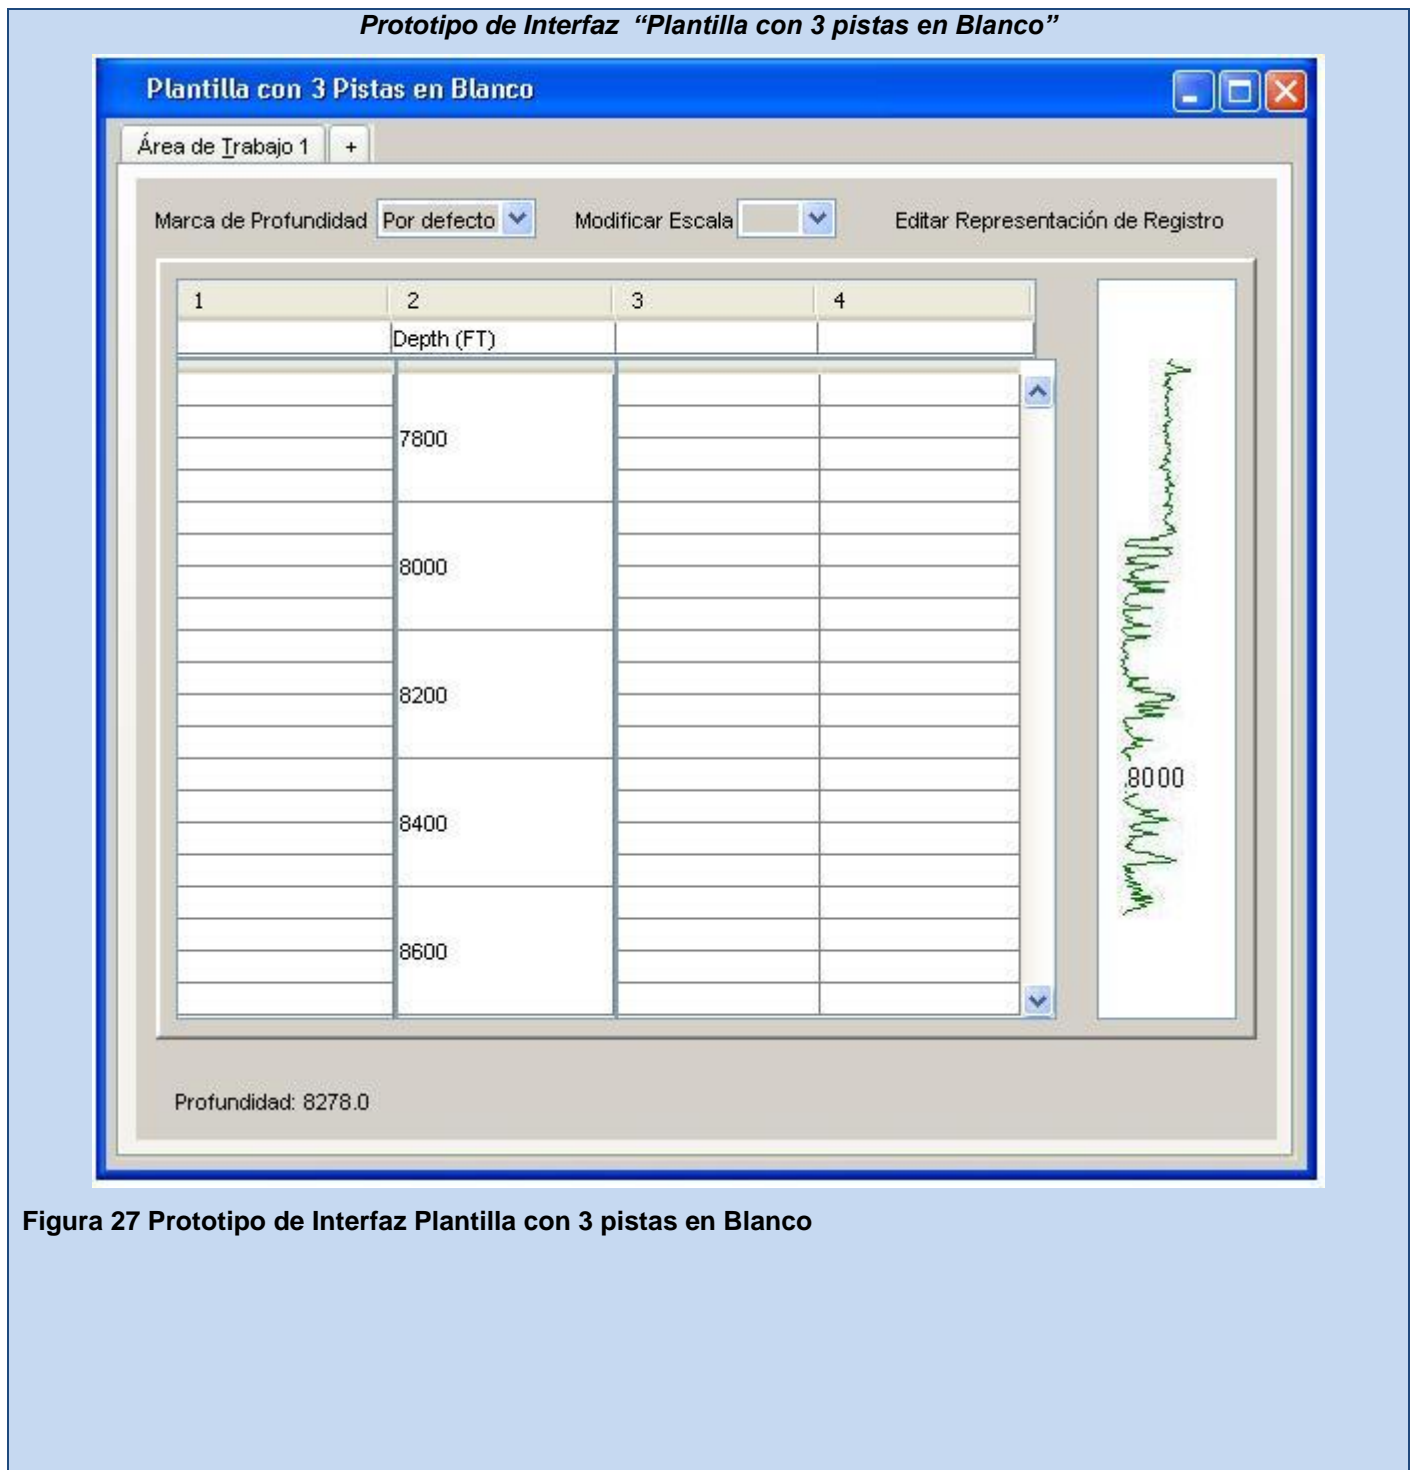 Prototipo de Interfaz “Plantilla con 3 pistas en Blanco”
Plantilla con 3 Pistas en Blanco
Área de Trabajo 1 +
Marca de Profundidad Por defecto Modificar Escala Editar Representación de Registro
1 2 3 4
Depth (FT)
7800
8000
8200
8000
8400
8600
Profundidad: 8278.0
Figura 27 Prototipo de Interfaz Plantilla con 3 pistas en Blanco